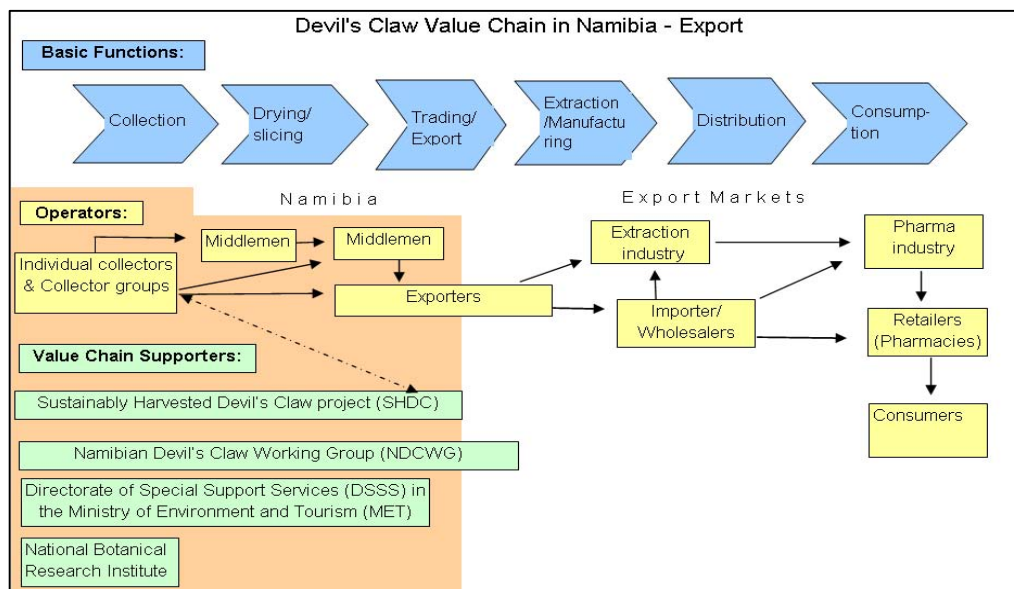 Devil's Claw Value Chain in Namibia - Export
Basic Functions:
Collection
Drying/
slicing
Trading/
Export
Extraction
/Manufactu
ring
Distribution
Consump-
tion
Namibia
Export Markets
Operators:
Middlemen
Middlemen
Individual collectors
& Collector groups
Exporters
Extraction
industry
Importer/
Wholesalers
Pharma
industry
Retailers
(Pharmacies)
Consumers
Value Chain Supporters:
Sustainably Harvested Devil's Claw project (SHDC)
Namibian Devil's Claw Working Group (NDCWG)
Directorate of Special Support Services (DSSS) in
the Ministry of Environment and Tourism (MET)
National Botanical
Research Institute